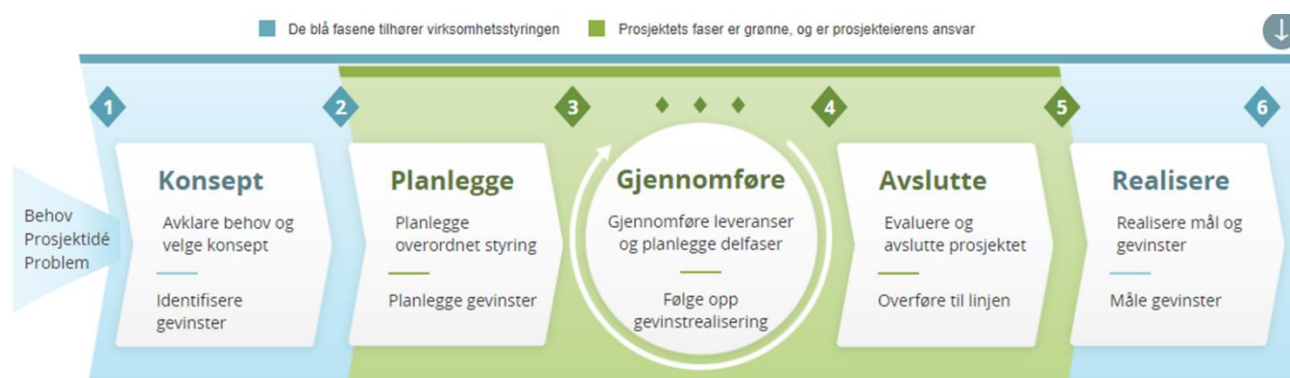 De blå fasene tilhører virksomhetsstyringen
Prosjektets faser er grønne, og er prosjekteierens ansvar
1
2
3
4
5
6
Behov
Prosjektidé
Problem
Konsept
Avklare behov og
velge konsept
Identifisere
gevinster
Planlegge
Planlegge
overordnet styring
Planlegge gevinster
Gjennomføre
Gjennomføre leveranser
og planlegge delfaser
Følge opp
gevinstrealisering
Avslutte
Evaluere og
avslutte prosjektet
Overføre til linjen
Realisere
Realisere mål og
gevinster
Måle gevinster